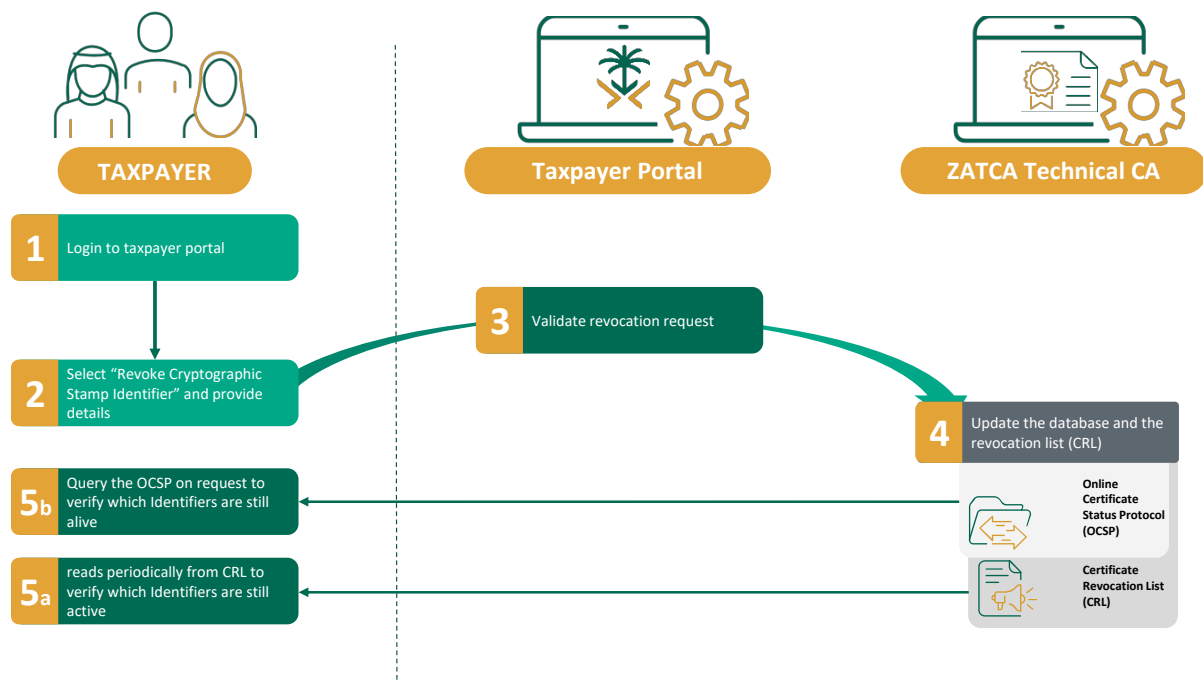 TAXPAYER
Taxpayer Portal
ZATCA Technical CA
1
Login to taxpayer portal
2
Select “Revoke Cryptographic
Stamp Identifier” and provide
details
3
Validate revocation request
4
Update the database and the
revocation list (CRL)
5b
Query the OCSP on request to
verify which Identifiers are still
alive
Online
Certificate
Status Protocol
(OCSP)
5a
reads periodically from CRL to
verify which Identifiers are still
active
Certificate
Revocation List
(CRL)